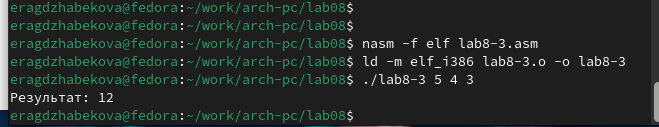 eragdzhabekova@fedora:~/work/arch-pc/lab08$
eragdzhabekova@fedora:~/work/arch-pc/lab08$
eragdzhabekova@fedora:~/work/arch-pc/lab08$ nasm -f elf lab8-3.asm
eragdzhabekova@fedora:~/work/arch-pc/lab08$ ld -m elf_i386 lab8-3.o -o lab8-3
eragdzhabekova@fedora:~/work/arch-pc/lab08$ ./lab8-3 5 4 3
Результат: 12
eragdzhabekova@fedora:~/work/arch-pc/lab08$